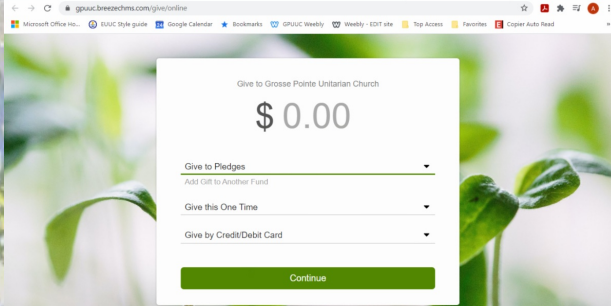 gpuuc.breezechms.com/give/online
Microsoft Office Ho... EUUC Style guide Google Calendar Bookmarks GPUUC Weebly Weebly - EDIT site Top Access Favorites Copier Auto Read »
Give to Grosse Pointe Unitarian Church
$ 0.00
Give to Pledges
Add Gift to Another Fund
Give this One Time
Give by Credit/Debit Card
Continue